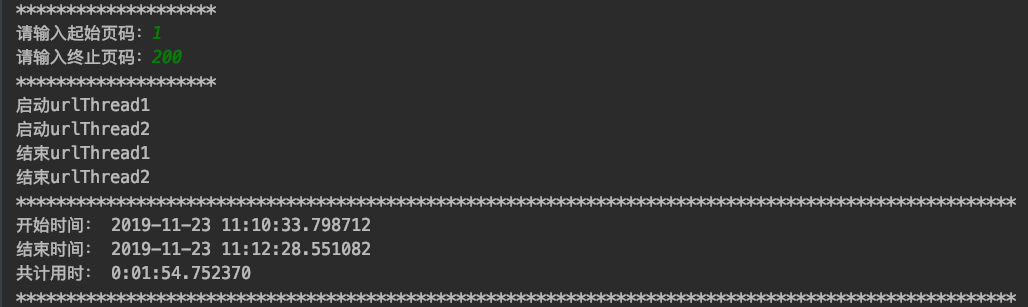 ********************
请输入起始页码：1
请输入终止页码：200
********************
启动urlThread1
启动urlThread2
结束urlThread1
结束urlThread2
****************************************************************************************************
开始时间： 2019-11-23 11:10:33.798712
结束时间： 2019-11-23 11:12:28.551082
共计用时： 0:01:54.752370
****************************************************************************************************